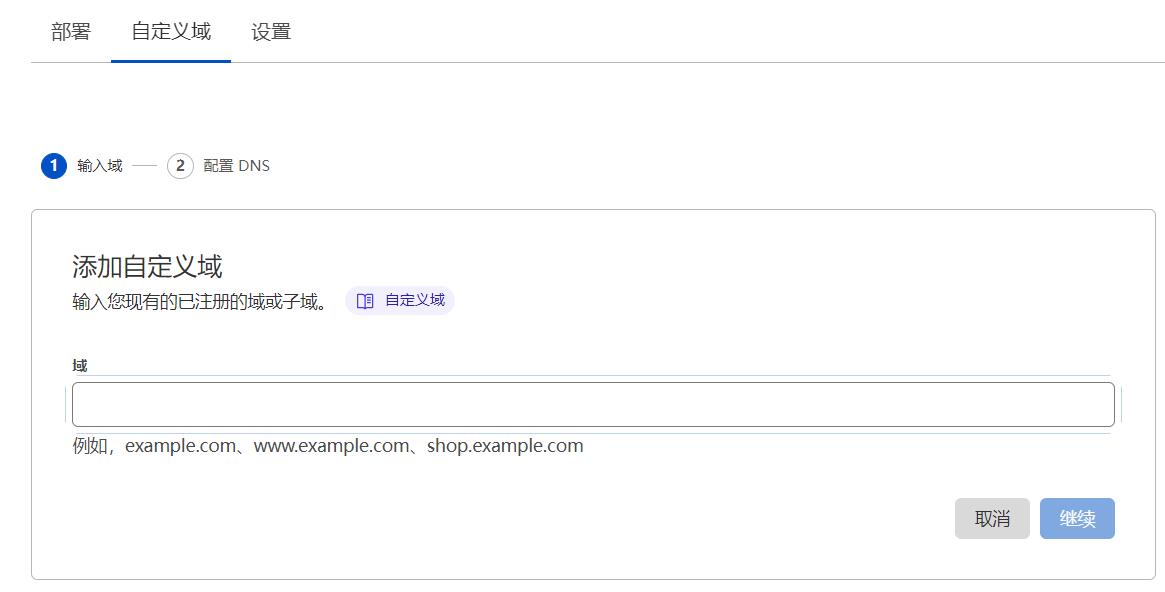 部署 自定义域 设置
1 输入域 2 配置 DNS
添加自定义域
输入您现有的已注册的域或子域。 自定义域
域
例如，example.com、www.example.com、shop.example.com
取消 继续